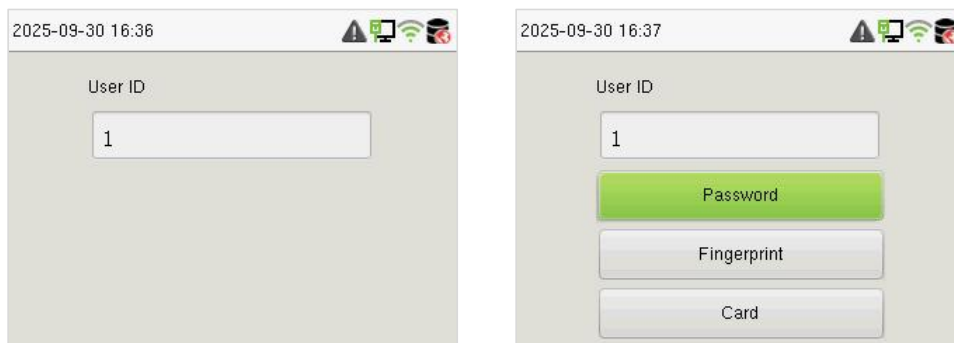 2025-09-30 16:36
User ID
1
2025-09-30 16:37
User ID
1
Password
Fingerprint
Card